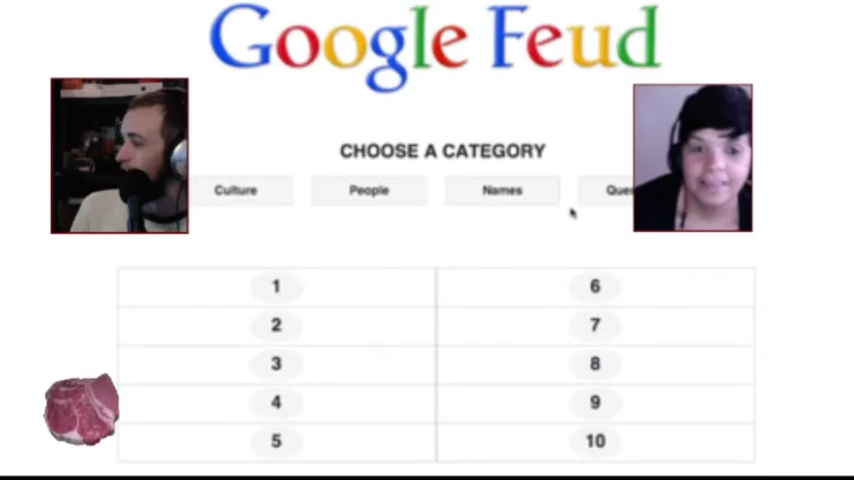 Google Feud
CHOOSE A CATEGORY
Culture People Names
1 6
2 7
3 8
4 9
5 10